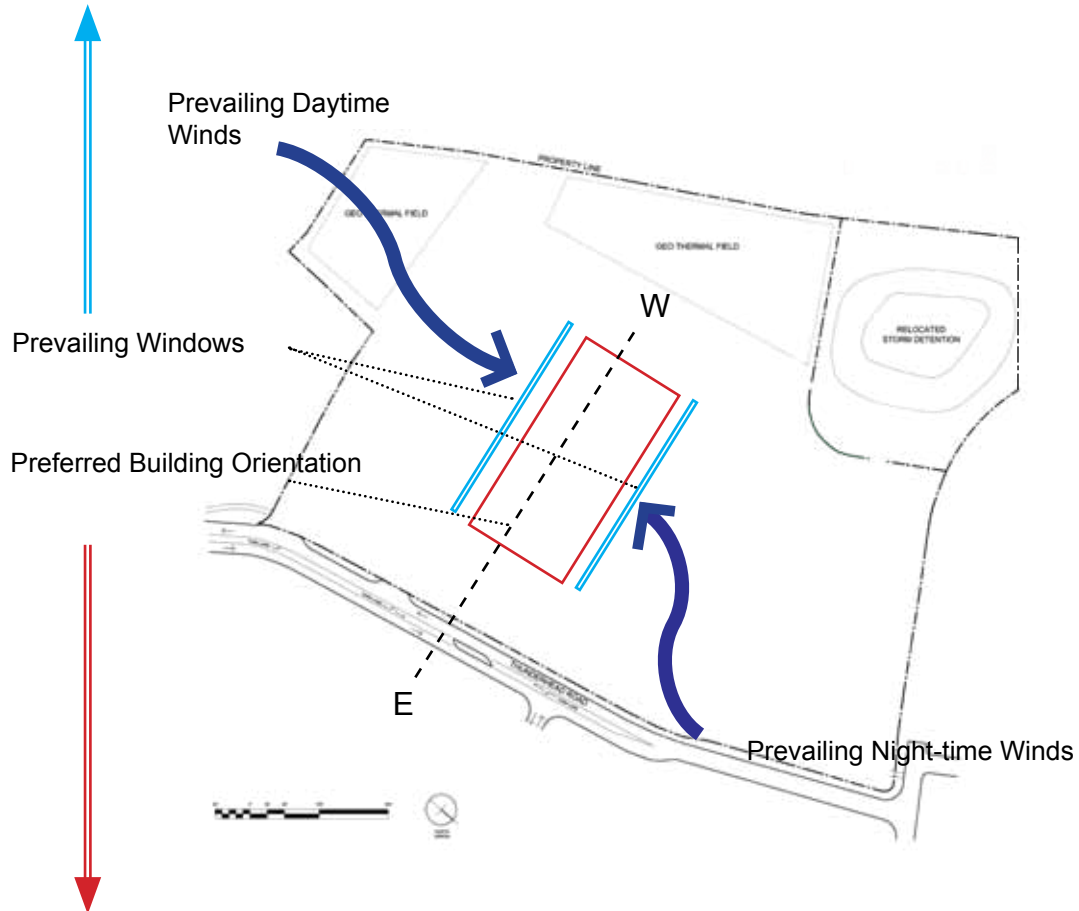 Prevailing Daytime
Winds
PROPERTY LINE
GEO THERMAL FIELD
GEO THERMAL FIELD
W
RELOCATED
STORM DETENTION
Prevailing Windows
Preferred Building Orientation
THUNDERHEAD ROAD
E
Prevailing Night-time Winds